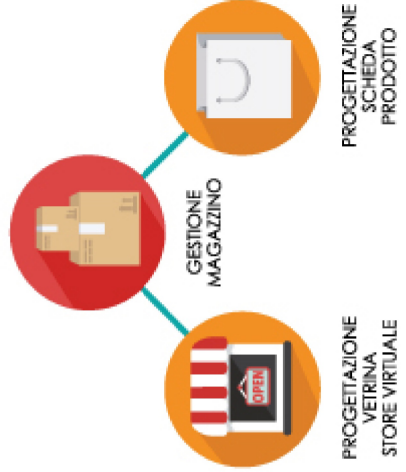 GESTIONE
MAGAZZINO
PROGETTAZIONE
VETRINA
STORE VIRTUALE
OPEN
PROGETTAZIONE
SCHEDA
PRODOTTO